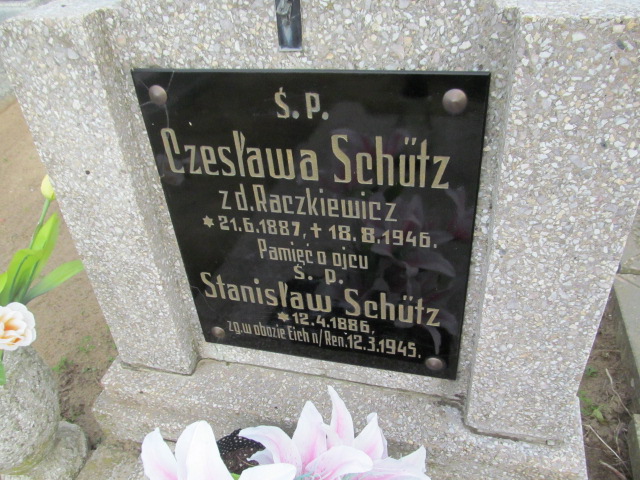 Ś. P.
Czesława Schütz
z d. Raczkiewicz
* 21.6.1887, + 18.8.1946.
Pamięć o ojcu
Ś. P.
Stanisław Schütz
* 12.4.1886.
zg.w obozie Eich n/Ren.12.3.1945.